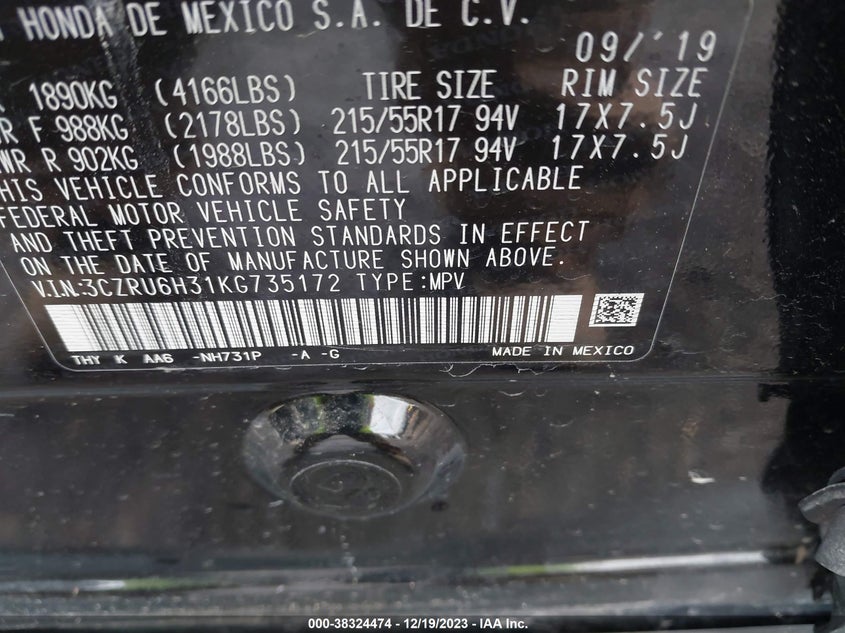 HONDA DE MEXICO S.A. DE C.V.
09/'19
1890KG (4166LBS) TIRE SIZE RIM SIZE
R F 988KG (2178LBS) 215/55R17 94V 17X7.5J
WR R 902KG (1988LBS) 215/55R17 94V 17X7.5J
HIS VEHICLE CONFORMS TO ALL APPLICABLE
FEDERAL MOTOR VEHICLE SAFETY
AND THEFT PREVENTION STANDARDS IN EFFECT
ON THE DATE OF MANUFACTURE SHOWN ABOVE.
V.I.N:3CZRU6H31KG735172 TYPE:MPV
THY K AA6 -NH731P -A -G MADE IN MEXICO
000-38324474 - 12/19/2023 - IAA Inc.